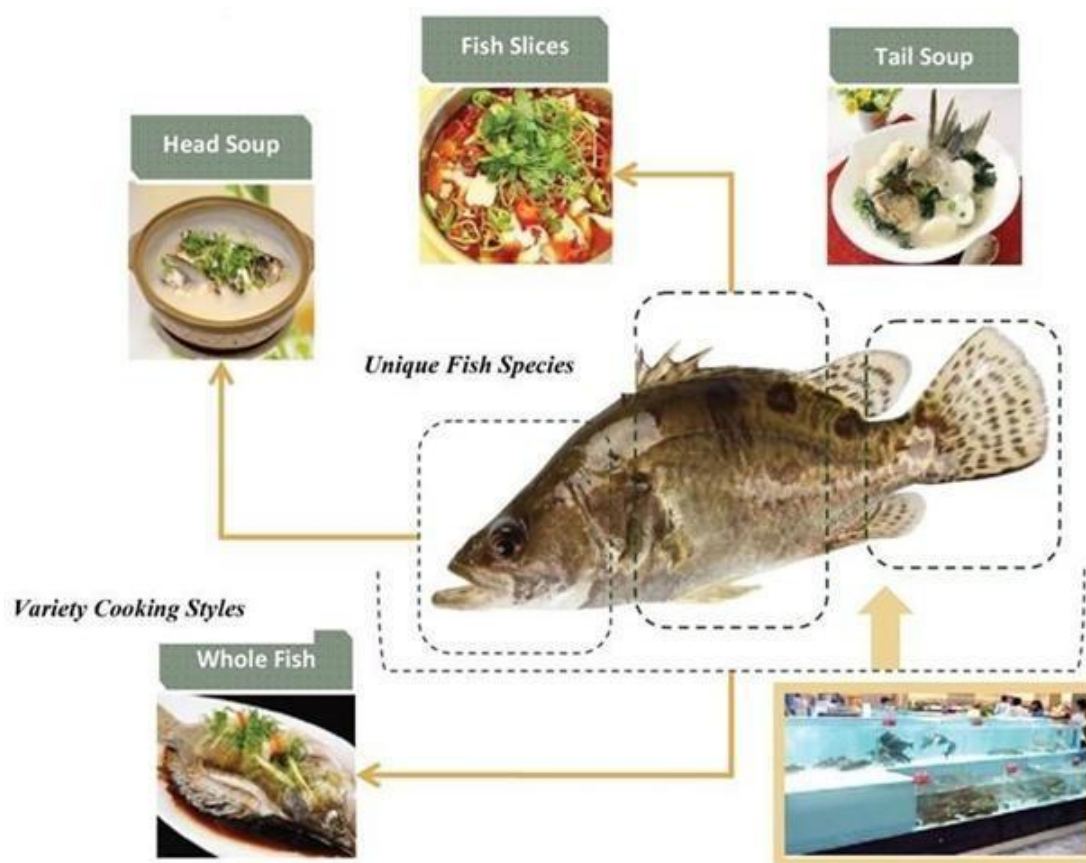 Fish Slices
Tail Soup
Head Soup
Unique Fish Species
Variety Cooking Styles
Whole Fish